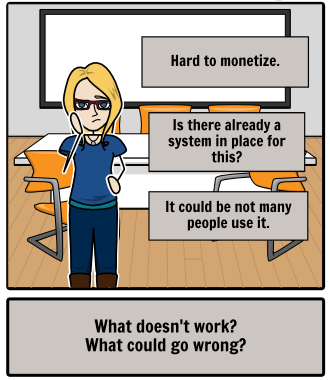 Hard to monetize.
Is there already a
system in place for
this?
It could be not many
people use it.
What doesn't work?
What could go wrong?